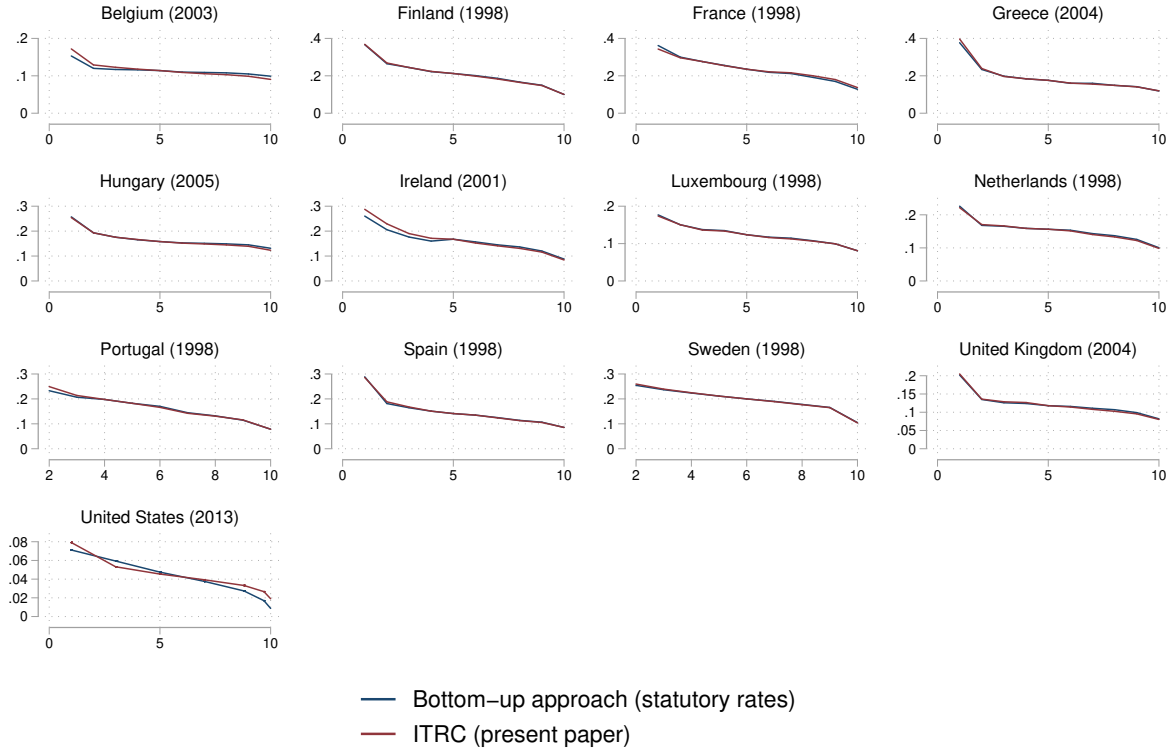 Belgium (2003)
.2
.1
0
0 5 10
Finland (1998)
.4
.2
0
0 5 10
France (1998)
.4
.2
0
0 5 10
Greece (2004)
.4
.2
0
0 5 10
Hungary (2005)
.3
.2
.1
0
0 5 10
Ireland (2001)
.3
.2
.1
0
0 5 10
Luxembourg (1998)
.2
.1
0
0 5 10
Netherlands (1998)
.2
.1
0
0 5 10
Portugal (1998)
.3
.2
.1
0
2 4 6 8 10
Spain (1998)
.3
.2
.1
0
0 5 10
Sweden (1998)
.3
.2
.1
0
2 4 6 8 10
United Kingdom (2004)
.2
.15
.1
.05
0
0 5 10
United States (2013)
.08
.06
.04
.02
0
0 5 10
Bottom−up approach (statutory rates)
ITRC (present paper)